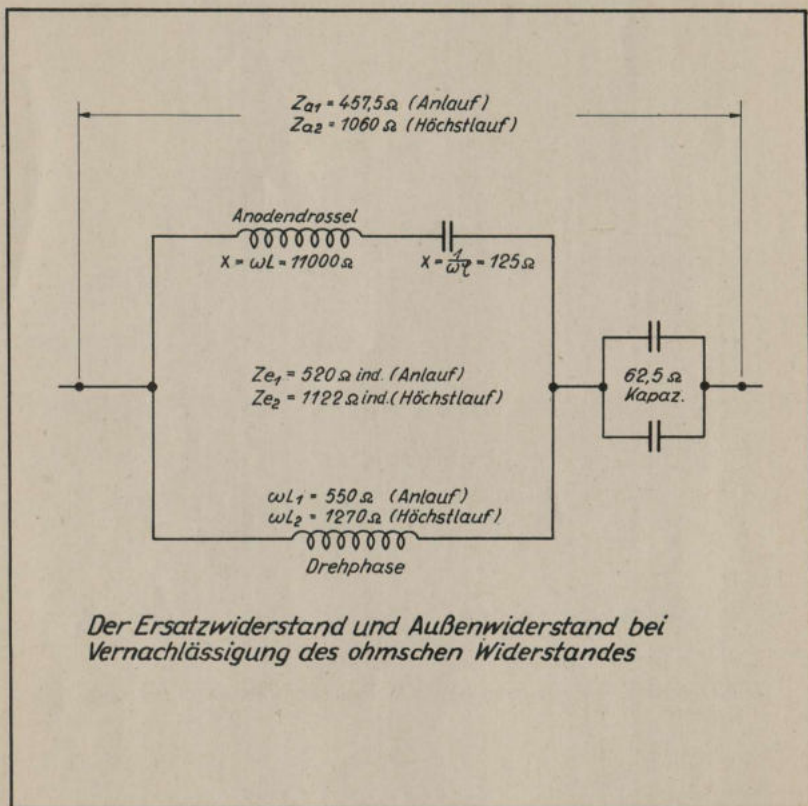 Za1 = 457,5 Ω (Anlauf)
Za2 = 1060 Ω (Höchstlauf)
Anodendrossel
X = ωL = 11000 Ω
X = 1/ωC = 125 Ω
Ze1 = 520 Ω ind. (Anlauf)
Ze2 = 1122 Ω ind. (Höchstlauf)
62,5 Ω
Kapaz.
ωL1 = 550 Ω (Anlauf)
ωL2 = 1270 Ω (Höchstlauf)
Drehphase
Der Ersatzwiderstand und Außenwiderstand bei
Vernachlässigung des ohmschen Widerstandes